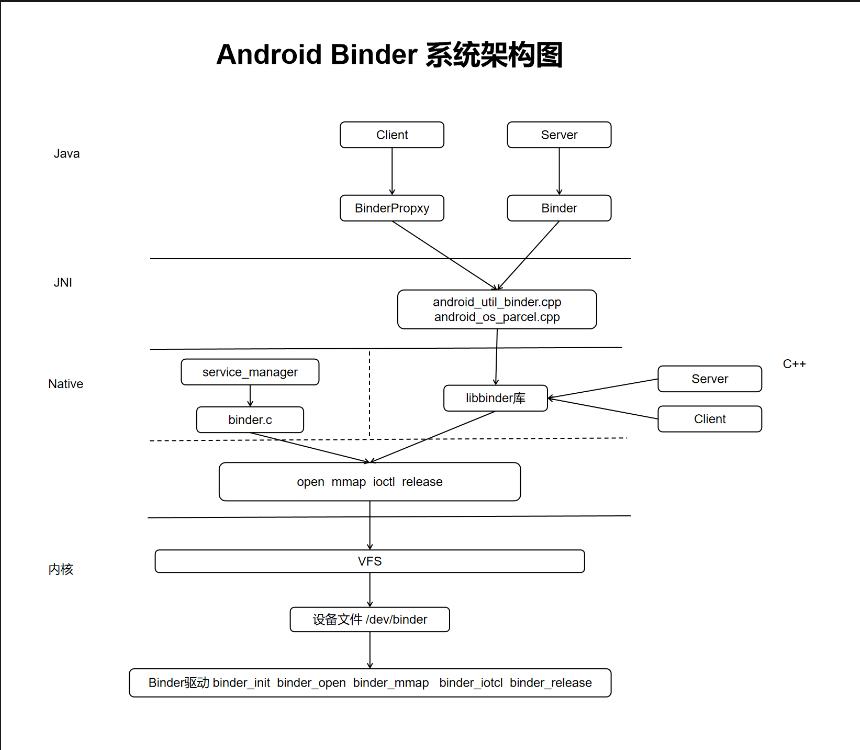 Android Binder 系统架构图
Client
Server
Java
BinderPropxy
Binder
JNI
android_util_binder.cpp
android_os_parcel.cpp
service_manager
C++
Server
Native
libbinder库
binder.c
Client
open mmap ioctl release
VFS
内核
设备文件 /dev/binder
Binder驱动 binder_init binder_open binder_mmap binder_iotcl binder_release